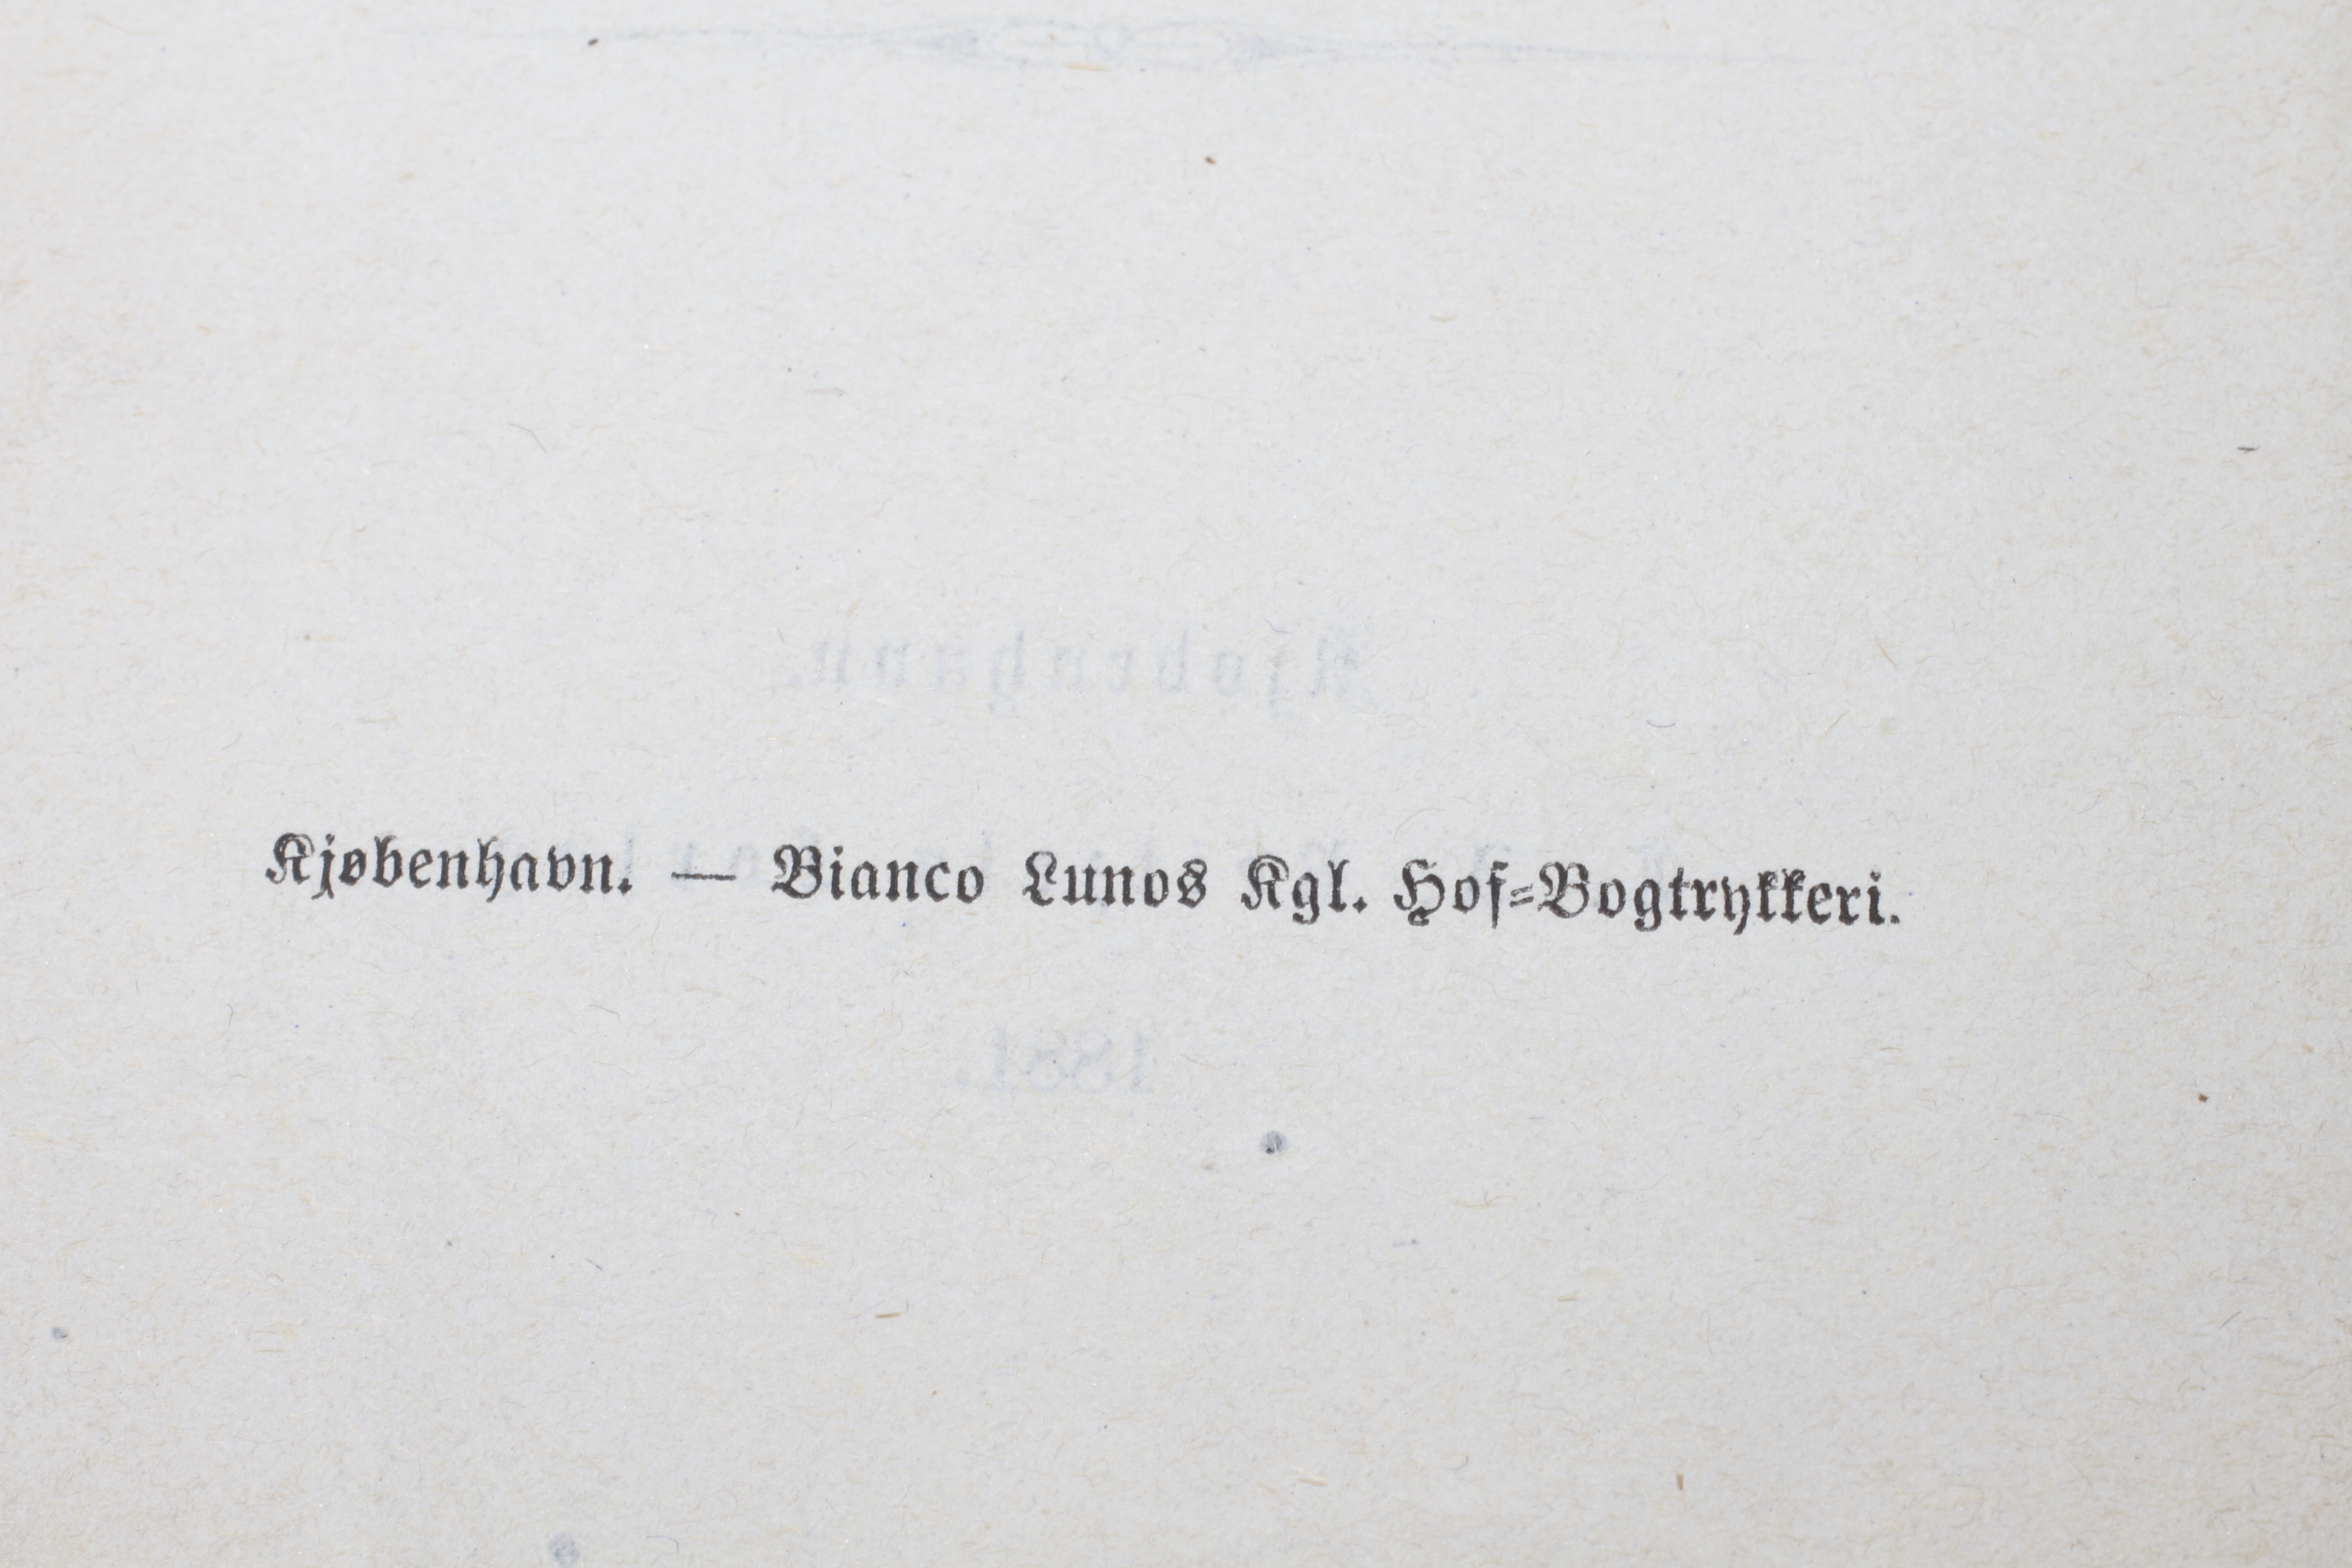 Kjøbenhavn. — Bianco Lunos Kgl. Hof=Bogtrykkeri.